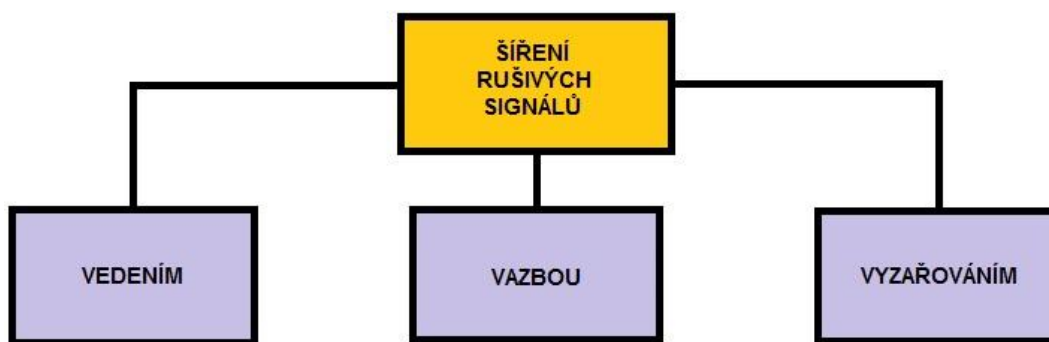 ŠÍŘENÍ
RUŠIVÝCH
SIGNÁLŮ
VEDENÍM
VAZBOU
VYZAŘOVÁNÍM